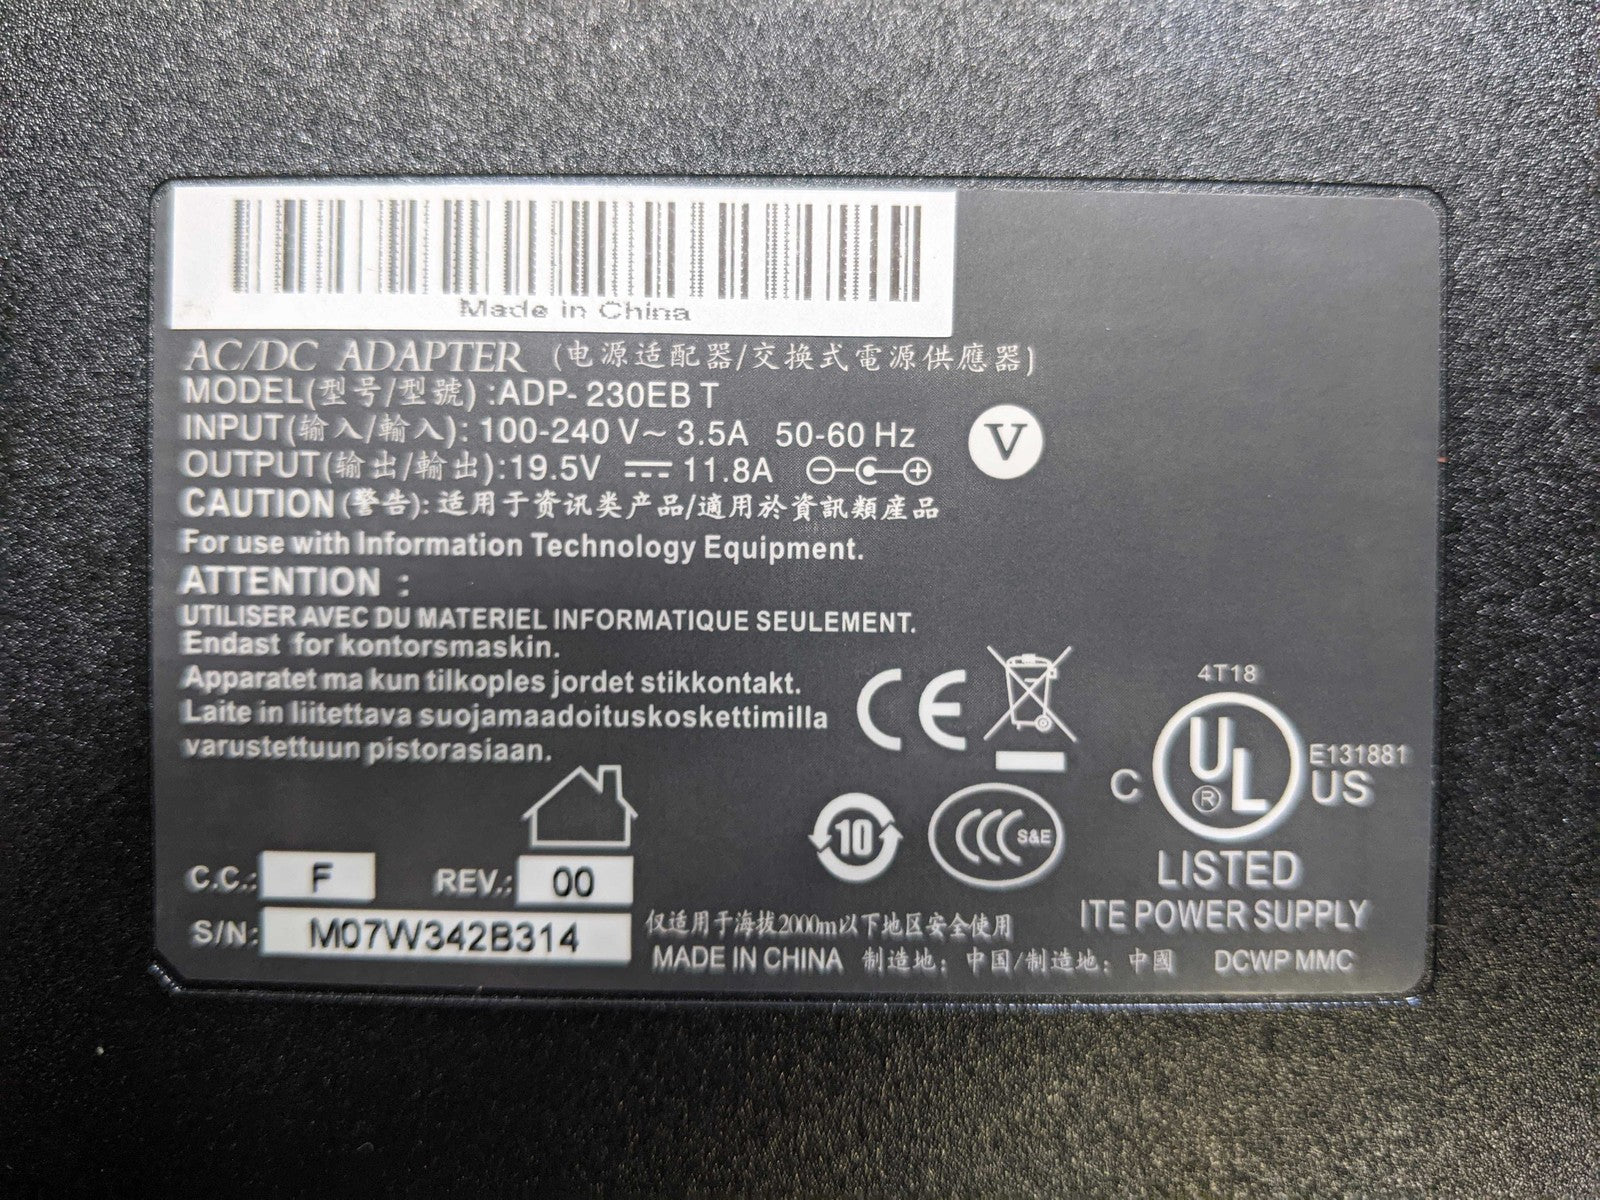 Made in China
AC/DC ADAPTER (电源适配器/交换式電源供應器)
MODEL(型号/型號) :ADP- 230EB T
INPUT(输入/輸入): 100-240 V~ 3.5A 50-60 Hz
V
OUTPUT(输出/輸出):19.5V ⎓ 11.8A
CAUTION(警告): 适用于资讯类产品/適用於資訊類産品
For use with Information Technology Equipment.
ATTENTION :
UTILISER AVEC DU MATERIEL INFORMATIQUE SEULEMENT.
Endast for kontorsmaskin.
Apparatet ma kun tilkoples jordet stikkontakt.
Laite in liitettava suojamaadoituskoskettimilla
varustettuun pistorasiaan.
CE
4T18
UL
®
C US
E131881
LISTED
ITE POWER SUPPLY
10
CCC S&E
C.C.: F REV.: 00
S/N: M07W342B314
仅适用于海拔2000m以下地区安全使用
MADE IN CHINA 制造地: 中国/制造地: 中國 DCWP MMC